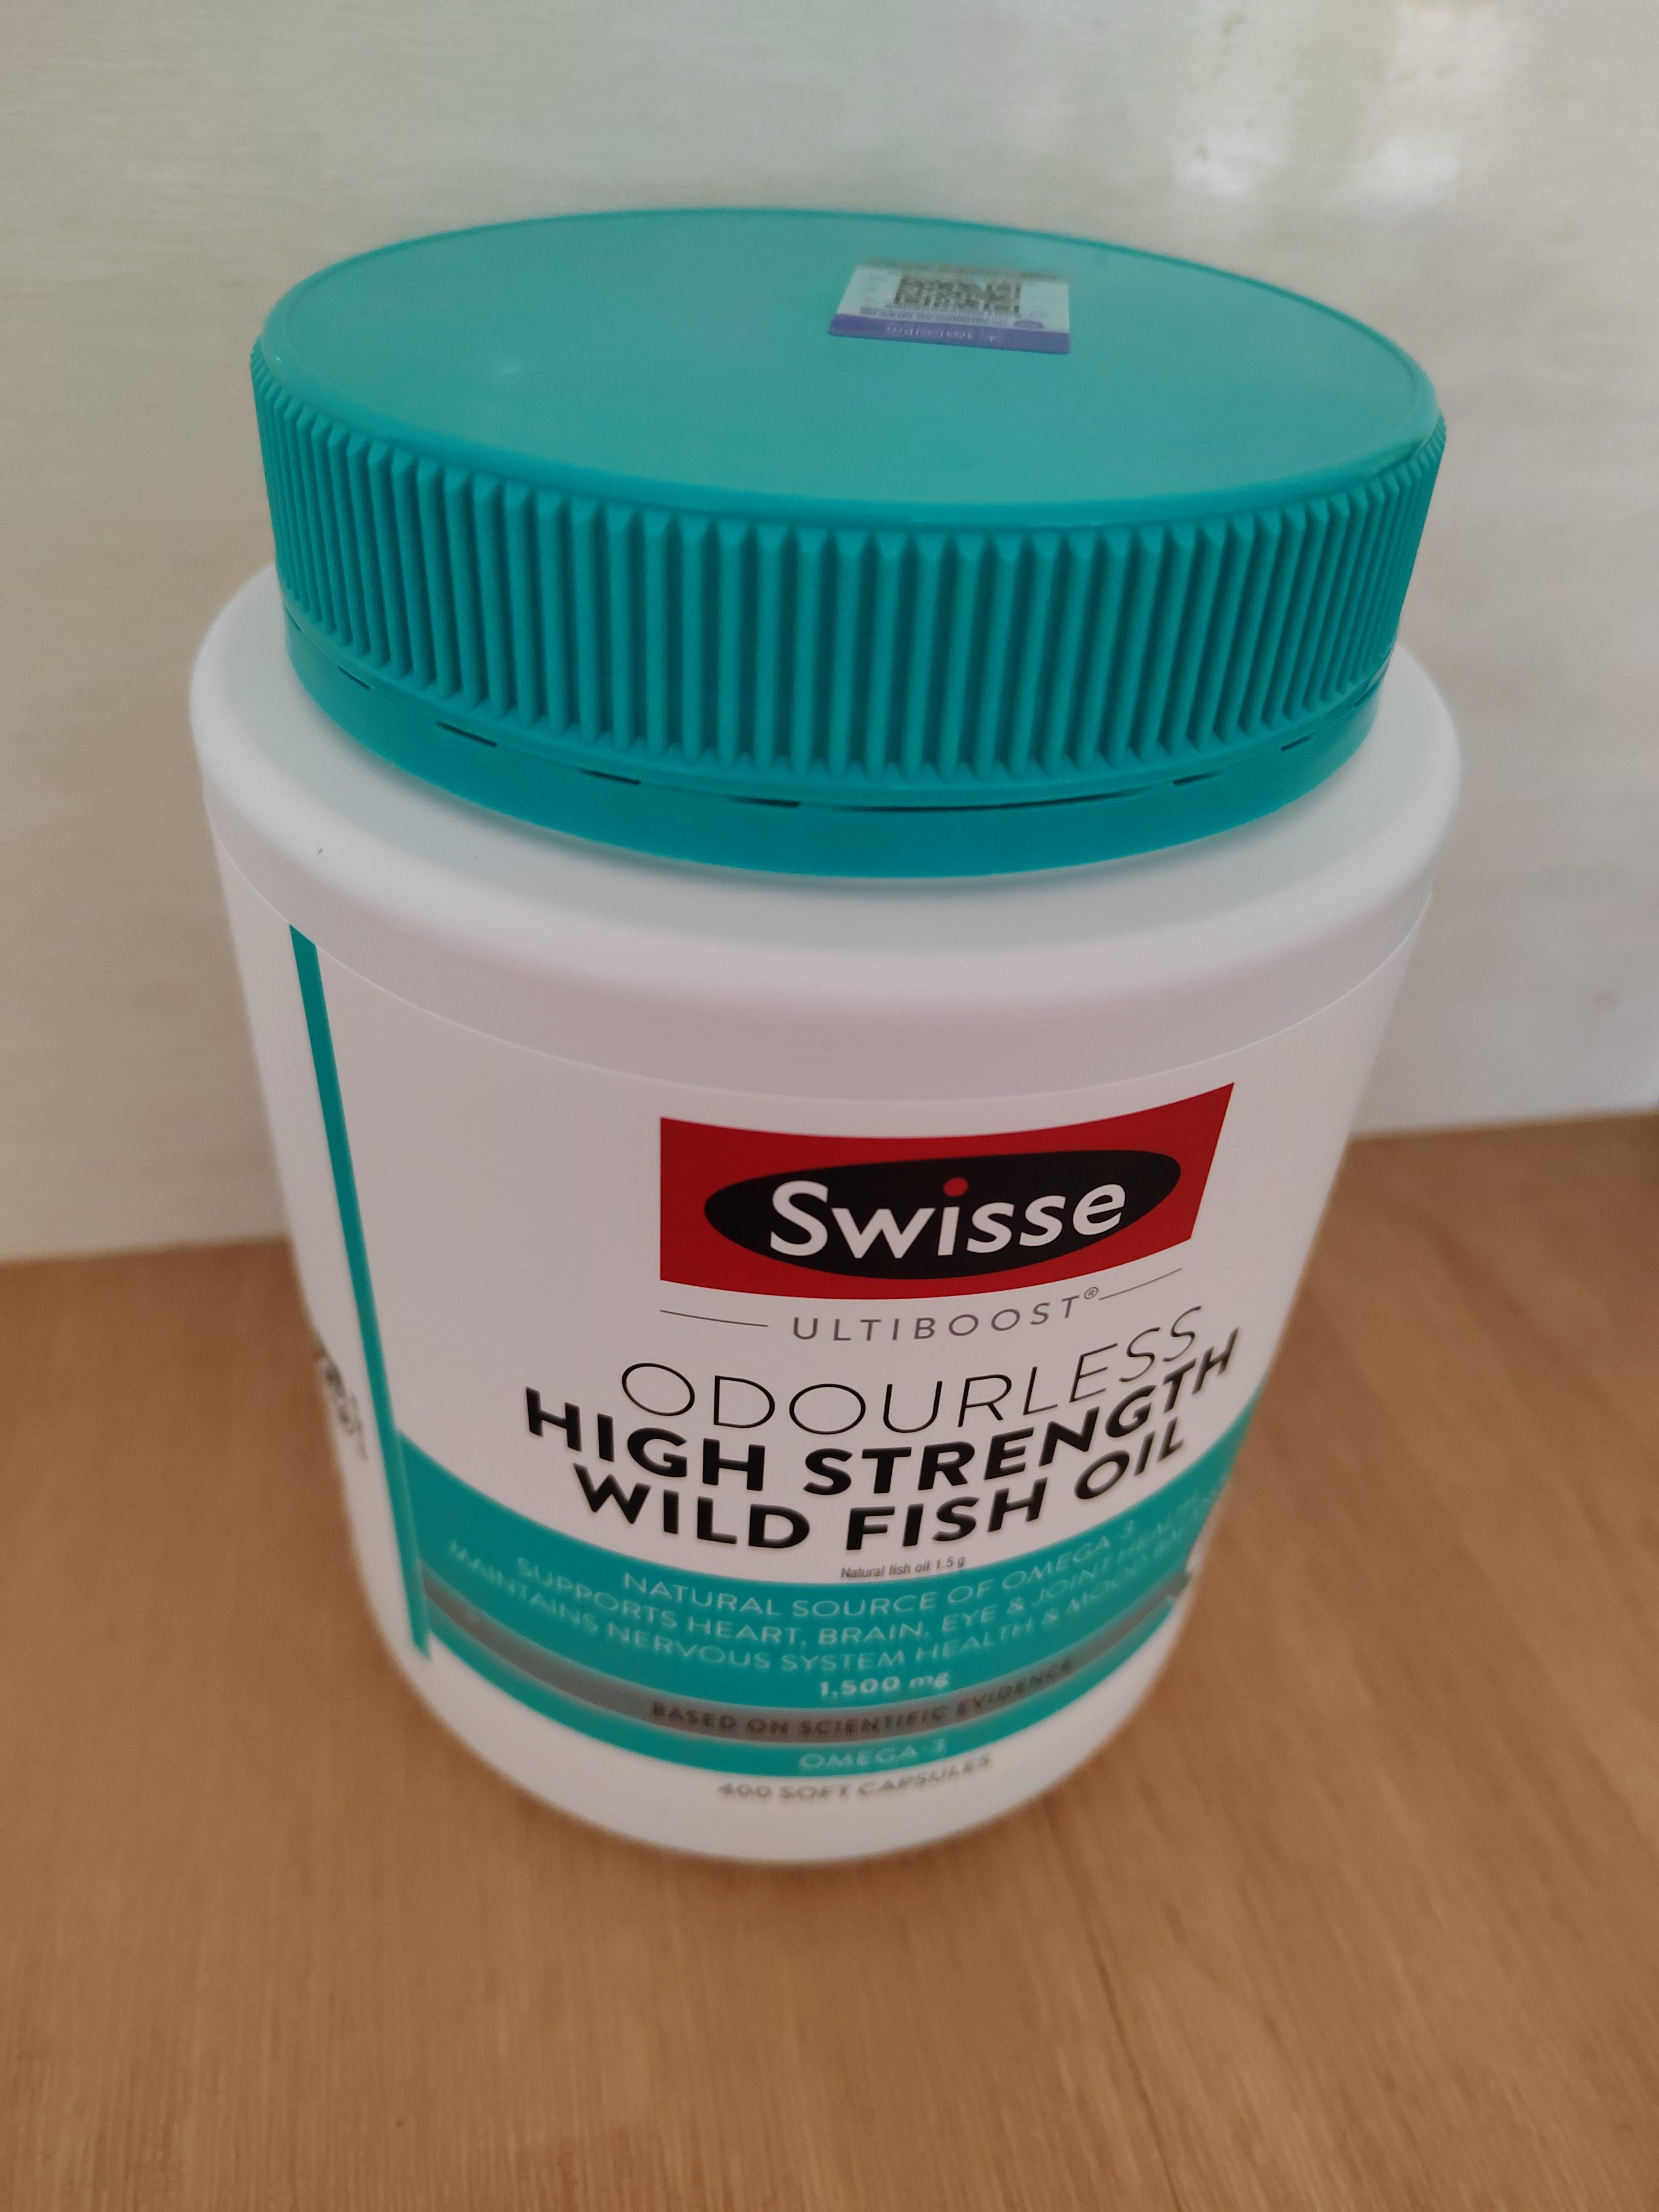 Swisse
ULTIBOOST®
ODOURLESS
HIGH STRENGTH
WILD FISH OIL
Natural fish oil 1.5 g
NATURAL SOURCE OF OMEGA-3
SUPPORTS HEART, BRAIN, EYE & JOINT HEALTH
MAINTAINS NERVOUS SYSTEM HEALTH & MOOD
1,500 mg
BASED ON SCIENTIFIC EVIDENCE
OMEGA-3
400 SOFT CAPSULES